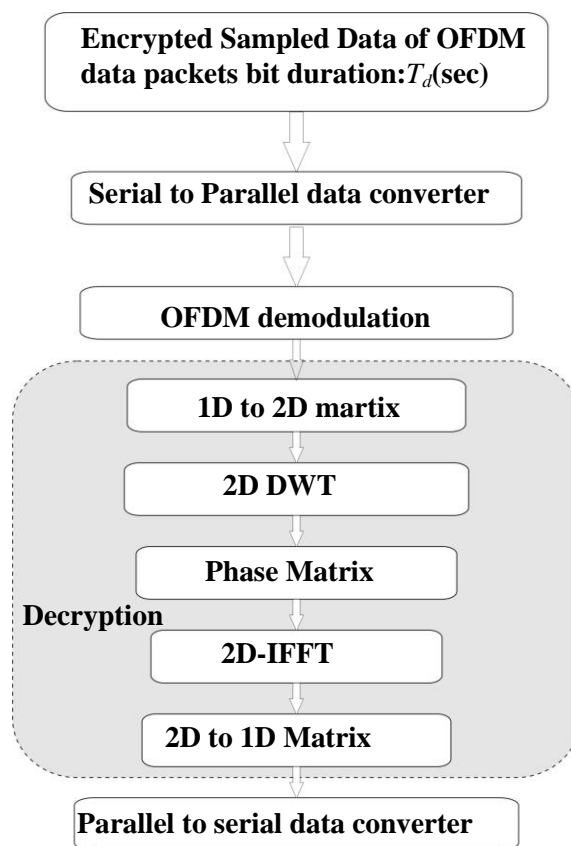 Encrypted Sampled Data of OFDM
data packets bit duration:T_d(sec)
Serial to Parallel data converter
OFDM demodulation
1D to 2D martix
2D DWT
Phase Matrix
Decryption
2D-IFFT
2D to 1D Matrix
Parallel to serial data converter